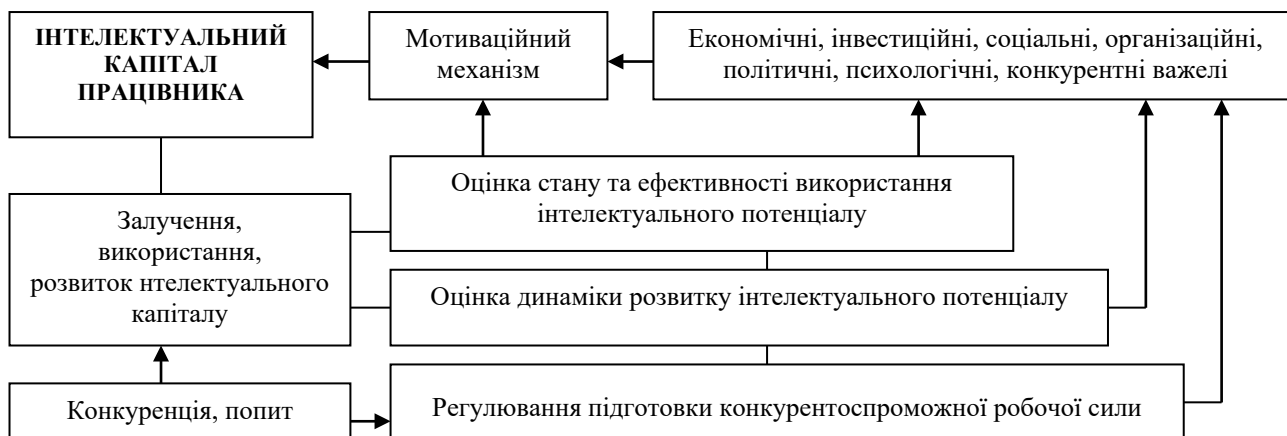 ІНТЕЛЕКТУАЛЬНИЙ
КАПІТАЛ
ПРАЦІВНИКА
Мотиваційний
механізм
Економічні, інвестиційні, соціальні, організаційні,
політичні, психологічні, конкурентні важелі
Оцінка стану та ефективності використання
інтелектуального потенціалу
Залучення,
використання,
розвиток нтелектуального
капіталу
Оцінка динаміки розвитку інтелектуального потенціалу
Конкуренція, попит
Регулювання підготовки конкурентоспроможної робочої сили